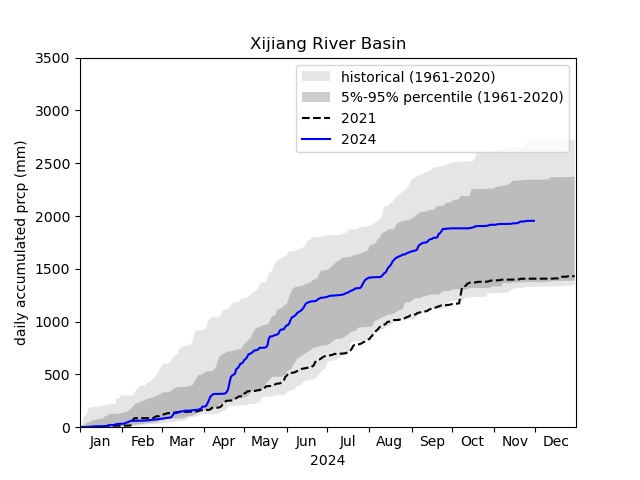 Xijiang River Basin
3500
3000
2500
2000
1500
1000
500
0
daily accumulated prcp (mm)
historical (1961-2020)
5%-95% percentile (1961-2020)
2021
2024
Jan Feb Mar Apr May Jun Jul Aug Sep Oct Nov Dec
2024